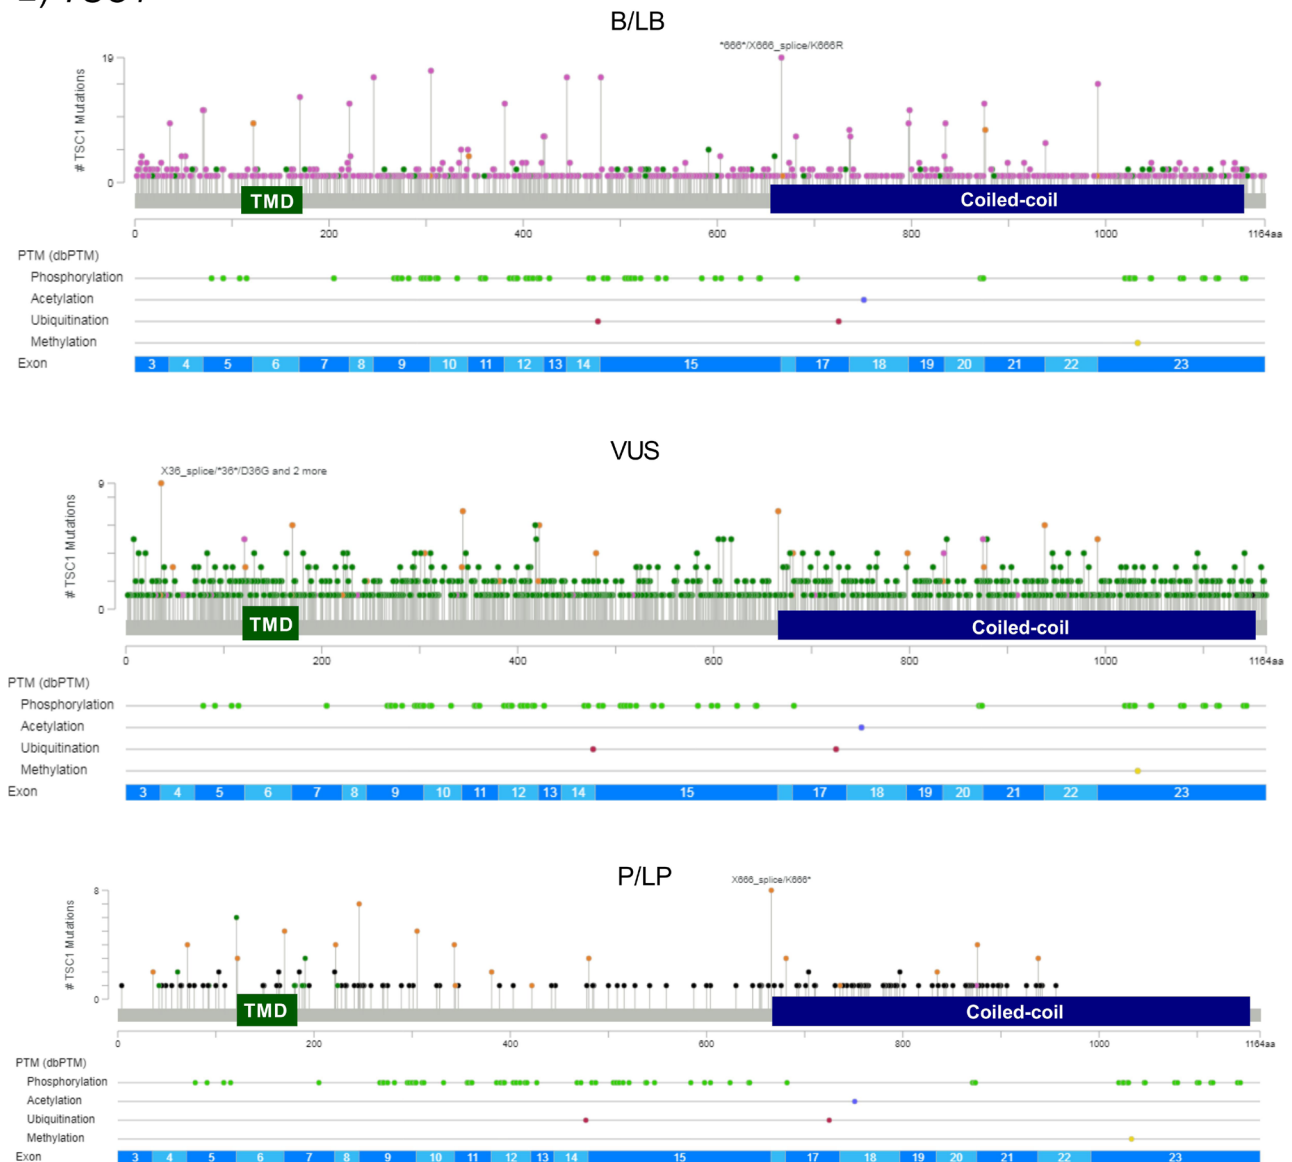 B/LB
*666*/X666_splice/K666R
19
# TSC1 Mutations
0
TMD
Coiled-coil
0 200 400 600 800 1000 1164aa
PTM (dbPTM)
Phosphorylation
Acetylation
Ubiquitination
Methylation
Exon 3 4 5 6 7 8 9 10 11 12 13 14 15 17 18 19 20 21 22 23
VUS
X36_splice/*36*/D36G and 2 more
9
# TSC1 Mutations
0
TMD
Coiled-coil
0 200 400 600 800 1000 1164aa
PTM (dbPTM)
Phosphorylation
Acetylation
Ubiquitination
Methylation
Exon 3 4 5 6 7 8 9 10 11 12 13 14 15 17 18 19 20 21 22 23
P/LP
X666_splice/K666*
8
# TSC1 Mutations
0
TMD
Coiled-coil
0 200 400 600 800 1000 1164aa
PTM (dbPTM)
Phosphorylation
Acetylation
Ubiquitination
Methylation
Exon 3 4 5 6 7 8 9 10 11 12 13 14 15 17 18 19 20 21 22 23